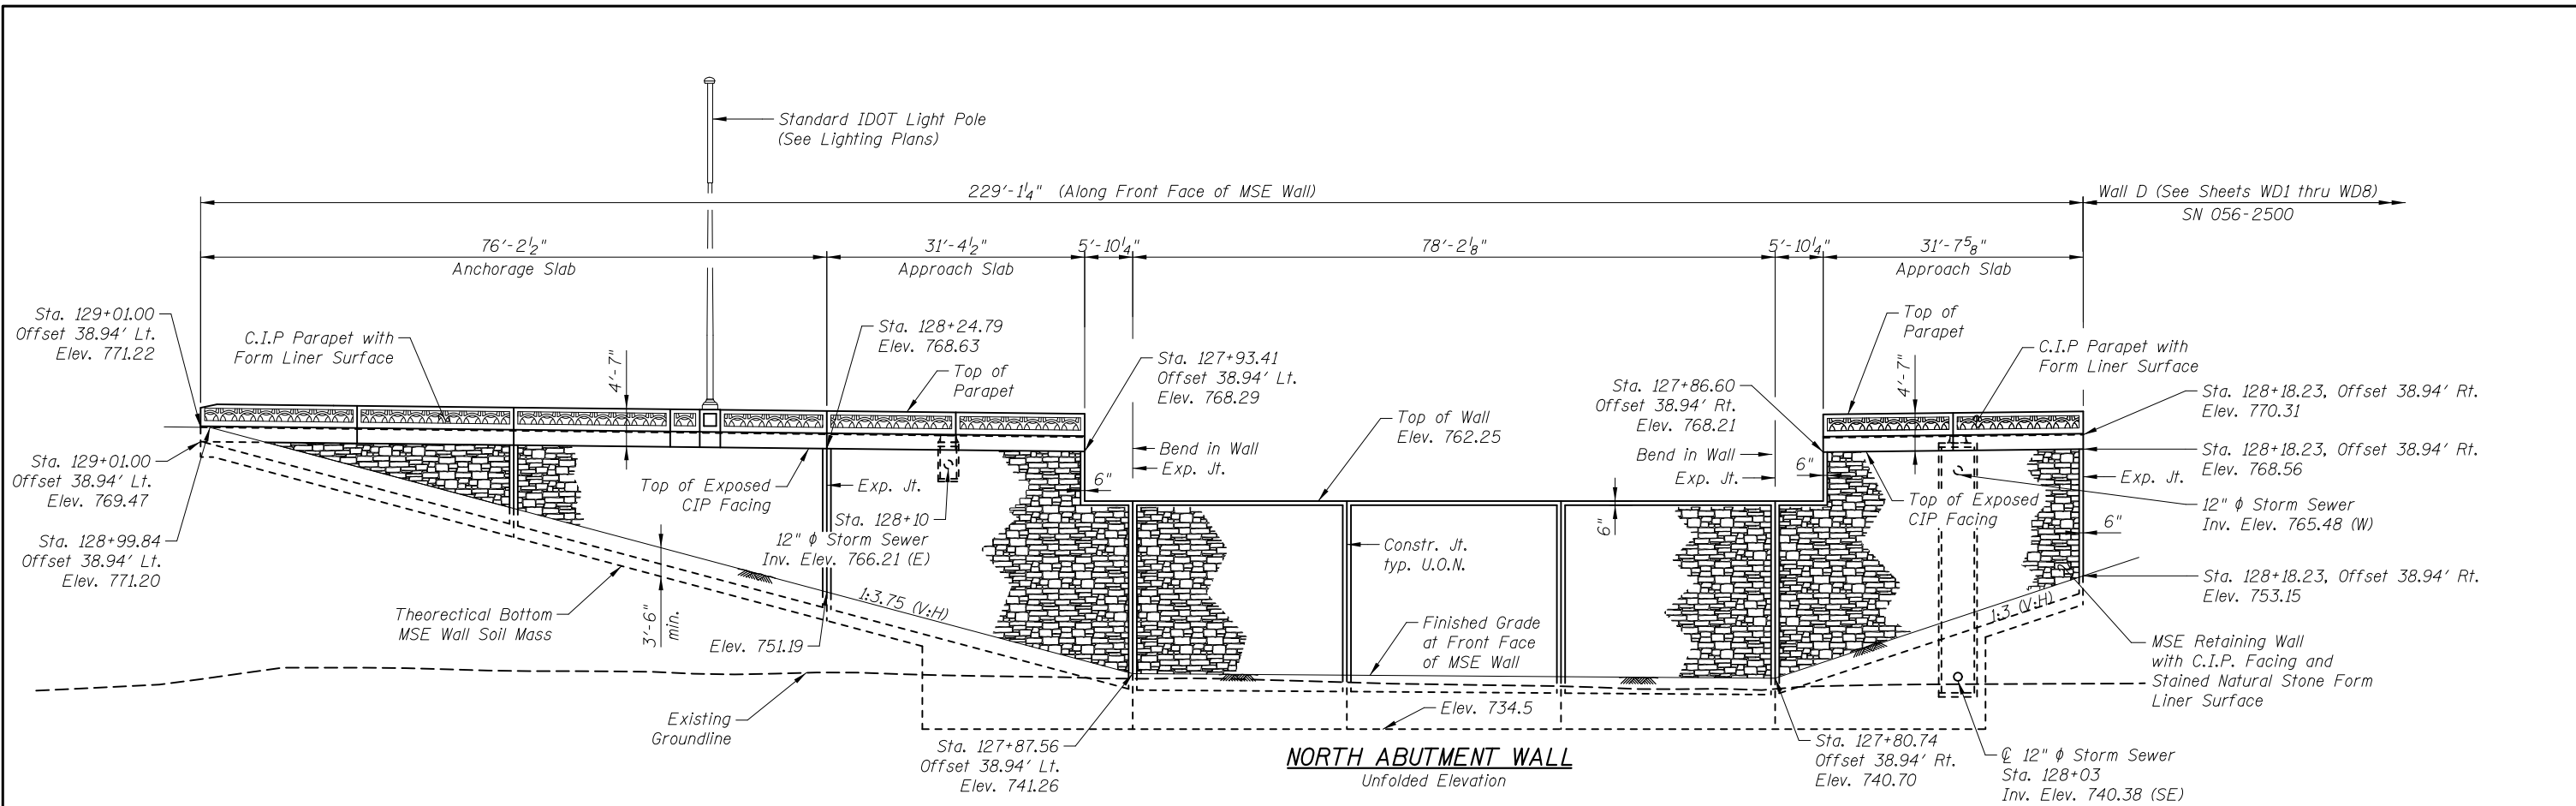 Standard IDOT Light Pole
(See Lighting Plans)
229'-1¼" (Along Front Face of MSE Wall)
Wall D (See Sheets WD1 thru WD8)
SN 056-2500
76'-2½"
Anchorage Slab
31'-4½"
Approach Slab
5'-10¼"
78'-2⅛"
5'-10¼"
31'-7⅝"
Approach Slab
Sta. 129+01.00
Offset 38.94' Lt.
Elev. 771.22
C.I.P Parapet with
Form Liner Surface
4'-7"
Sta. 128+24.79
Elev. 768.63
Top of
Parapet
Sta. 127+93.41
Offset 38.94' Lt.
Elev. 768.29
Top of Wall
Elev. 762.25
Sta. 127+86.60
Offset 38.94' Rt.
Elev. 768.21
Top of
Parapet
4'-7"
C.I.P Parapet with
Form Liner Surface
Sta. 128+18.23, Offset 38.94' Rt.
Elev. 770.31
Sta. 128+18.23, Offset 38.94' Rt.
Elev. 768.56
Exp. Jt.
12" ϕ Storm Sewer
Inv. Elev. 765.48 (W)
6"
Sta. 128+18.23, Offset 38.94' Rt.
Elev. 753.15
MSE Retaining Wall
with C.I.P. Facing and
Stained Natural Stone Form
Liner Surface
Sta. 129+01.00
Offset 38.94' Lt.
Elev. 769.47
Sta. 128+99.84
Offset 38.94' Lt.
Elev. 771.20
Top of Exposed
CIP Facing
Exp. Jt.
Sta. 128+10
12" ϕ Storm Sewer
Inv. Elev. 766.21 (E)
6"
Bend in Wall
Exp. Jt.
6"
Bend in Wall
Exp. Jt.
6"
Top of Exposed
CIP Facing
Constr. Jt.
typ. U.O.N.
Theorectical Bottom
MSE Wall Soil Mass
3'-6"
min.
1:3.75 (V:H)
Elev. 751.19
Finished Grade
at Front Face
of MSE Wall
1:3 (V:H)
Existing
Groundline
Elev. 734.5
Sta. 127+87.56
Offset 38.94' Lt.
Elev. 741.26
NORTH ABUTMENT WALL
Unfolded Elevation
Sta. 127+80.74
Offset 38.94' Rt.
Elev. 740.70
℄ 12" ϕ Storm Sewer
Sta. 128+03
Inv. Elev. 740.38 (SE)